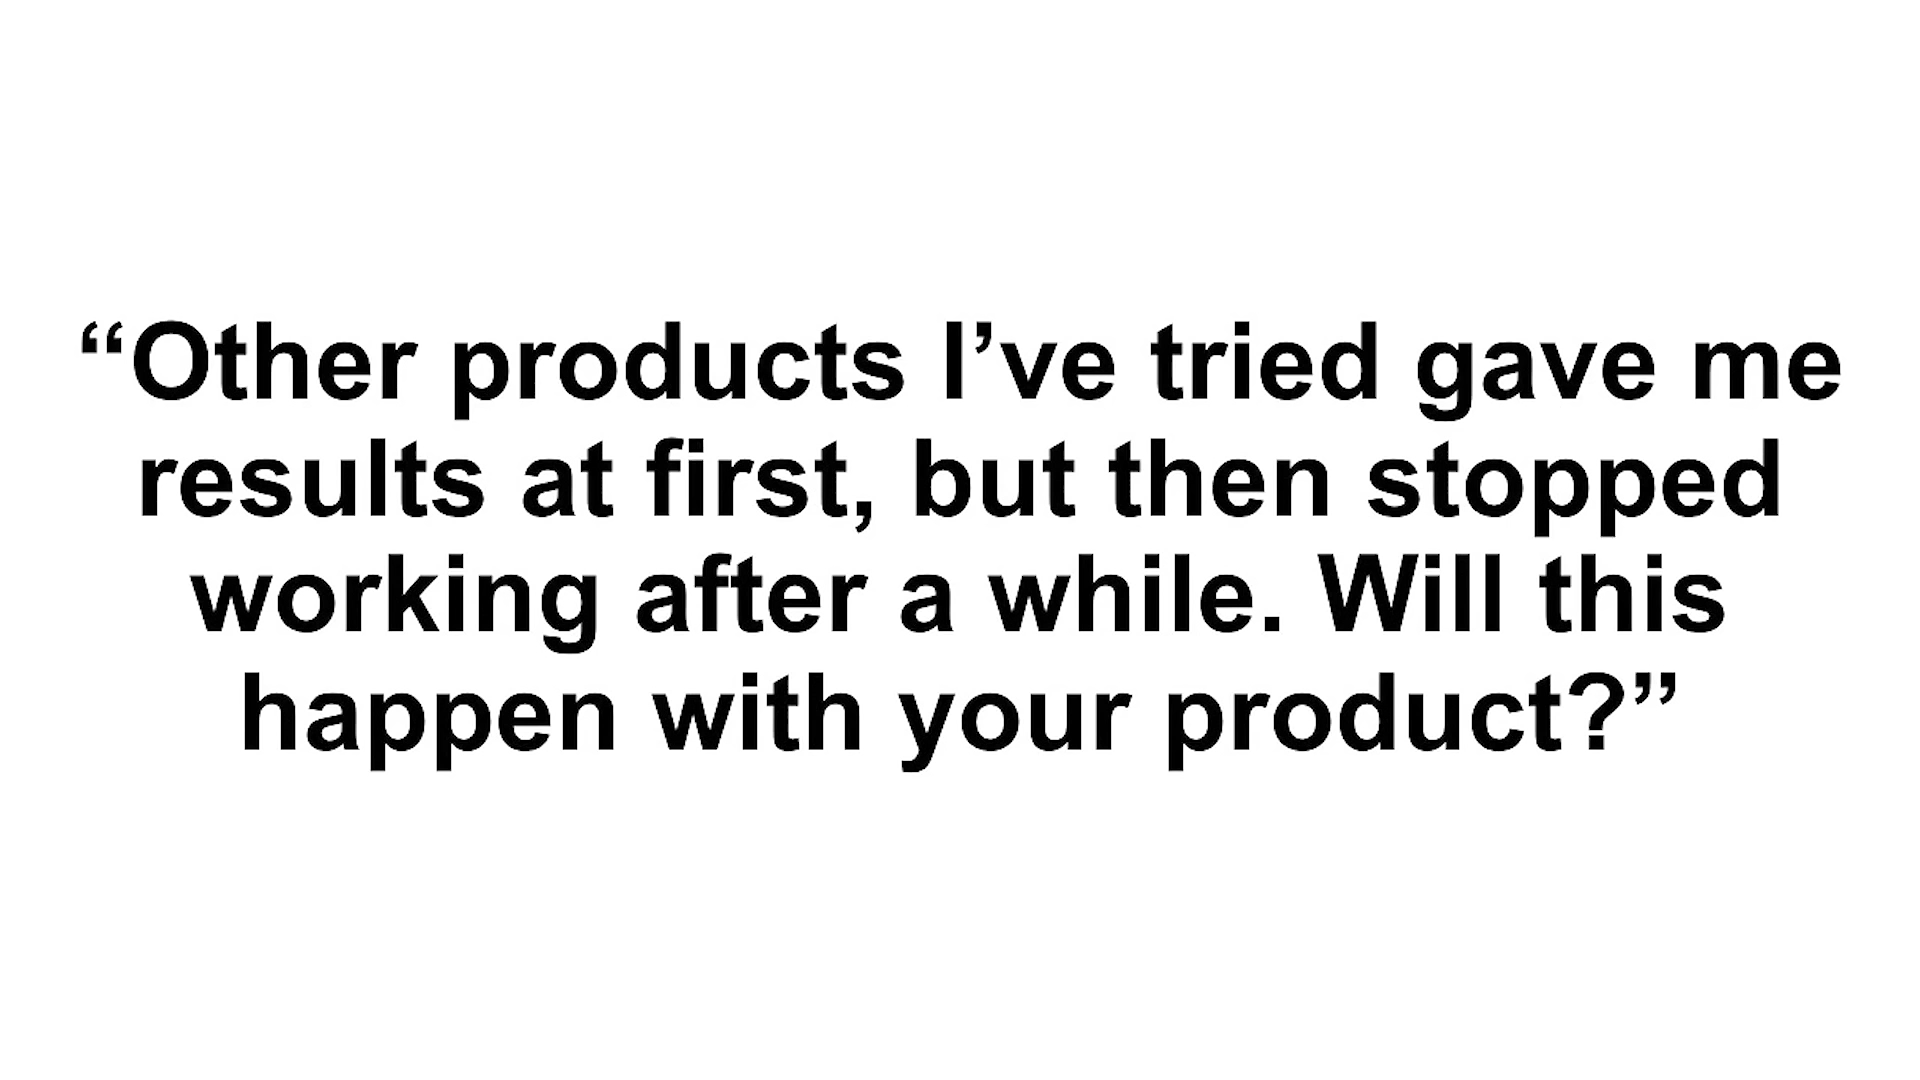 “Other products I’ve tried gave me
results at first, but then stopped
working after a while. Will this
happen with your product?”